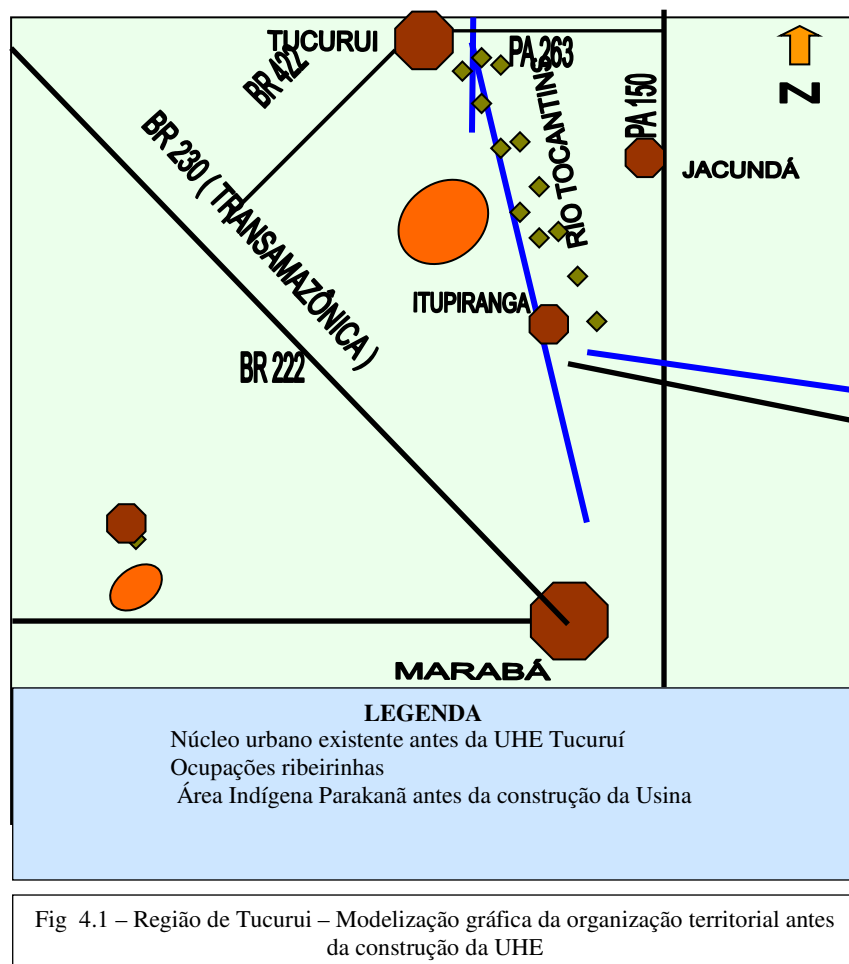 TUCURUI
PA 263
BR 422
Z
PA 150
RIO TOCANTINS
BR 230 ( TRANSAMAZÔNICA )
JACUNDÁ
ITUPIRANGA
BR 222
MARABÁ
LEGENDA
Núcleo urbano existente antes da UHE Tucuruí
Ocupações ribeirinhas
Área Indígena Parakanã antes da construção da Usina
Fig 4.1 – Região de Tucurui – Modelização gráfica da organização territorial antes
da construção da UHE